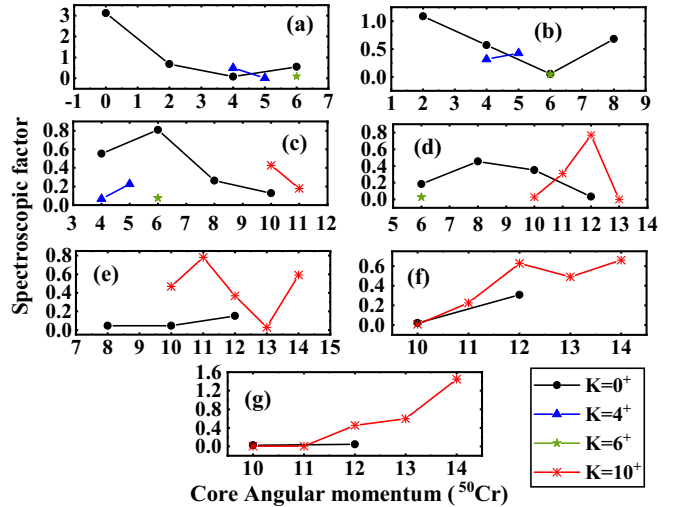 Spectroscopic factor
(a)
3
2
1
0
-1 0 1 2 3 4 5 6 7
(b)
1.0
0.5
0.0
1 2 3 4 5 6 7 8 9
(c)
0.8
0.6
0.4
0.2
0.0
3 4 5 6 7 8 9 10 11 12
(d)
0.8
0.6
0.4
0.2
0.0
5 6 7 8 9 10 11 12 13 14
(e)
0.8
0.6
0.4
0.2
0.0
7 8 9 10 11 12 13 14 15
(f)
0.6
0.4
0.2
0.0
10 11 12 13 14
(g)
1.6
1.2
0.8
0.4
0.0
10 11 12 13 14
Core Angular momentum (⁵⁰Cr)
K=0⁺
K=4⁺
K=6⁺
K=10⁺